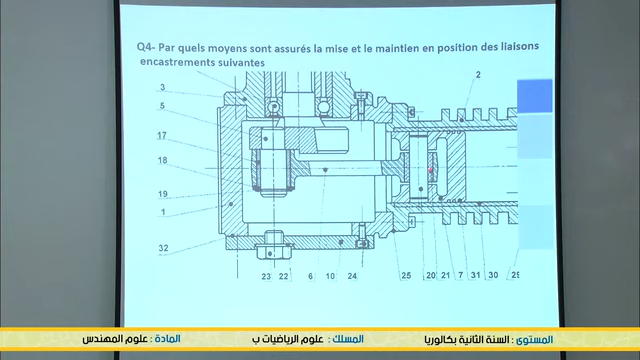 Q4- Par quels moyens sont assurés la mise et le maintien en position des liaisons
encastrements suivantes
3
2
5
17
18
19
1
32
23 22 6 10 24 25 20 21 7 31 30 29
المستوى : السنة الثانية بكالوريا
المسلك : علوم الرياضيات ب
المادة : علوم المهندس